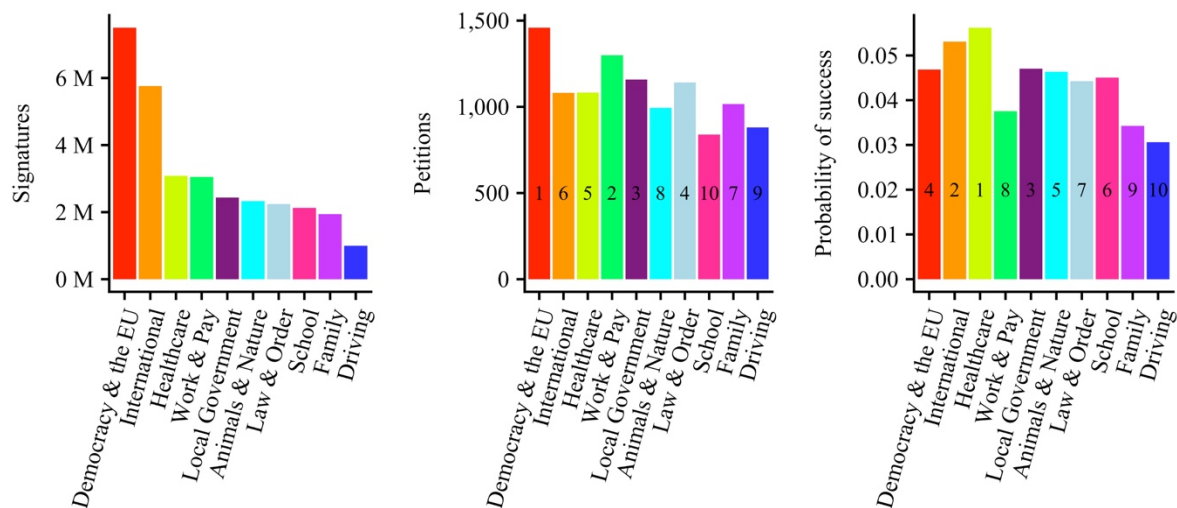 Signatures
6 M
4 M
2 M
0 M
Democracy & the EU
International
Healthcare
Work & Pay
Local Government
Animals & Nature
Law & Order
School
Family
Driving
Petitions
1,500
1,000
500
0
1 6 5 2 3 8 4 10 7 9
Democracy & the EU
International
Healthcare
Work & Pay
Local Government
Animals & Nature
Law & Order
School
Family
Driving
Probability of success
0.05
0.04
0.03
0.02
0.01
0.00
4 2 1 8 3 5 7 6 9 10
Democracy & the EU
International
Healthcare
Work & Pay
Local Government
Animals & Nature
Law & Order
School
Family
Driving